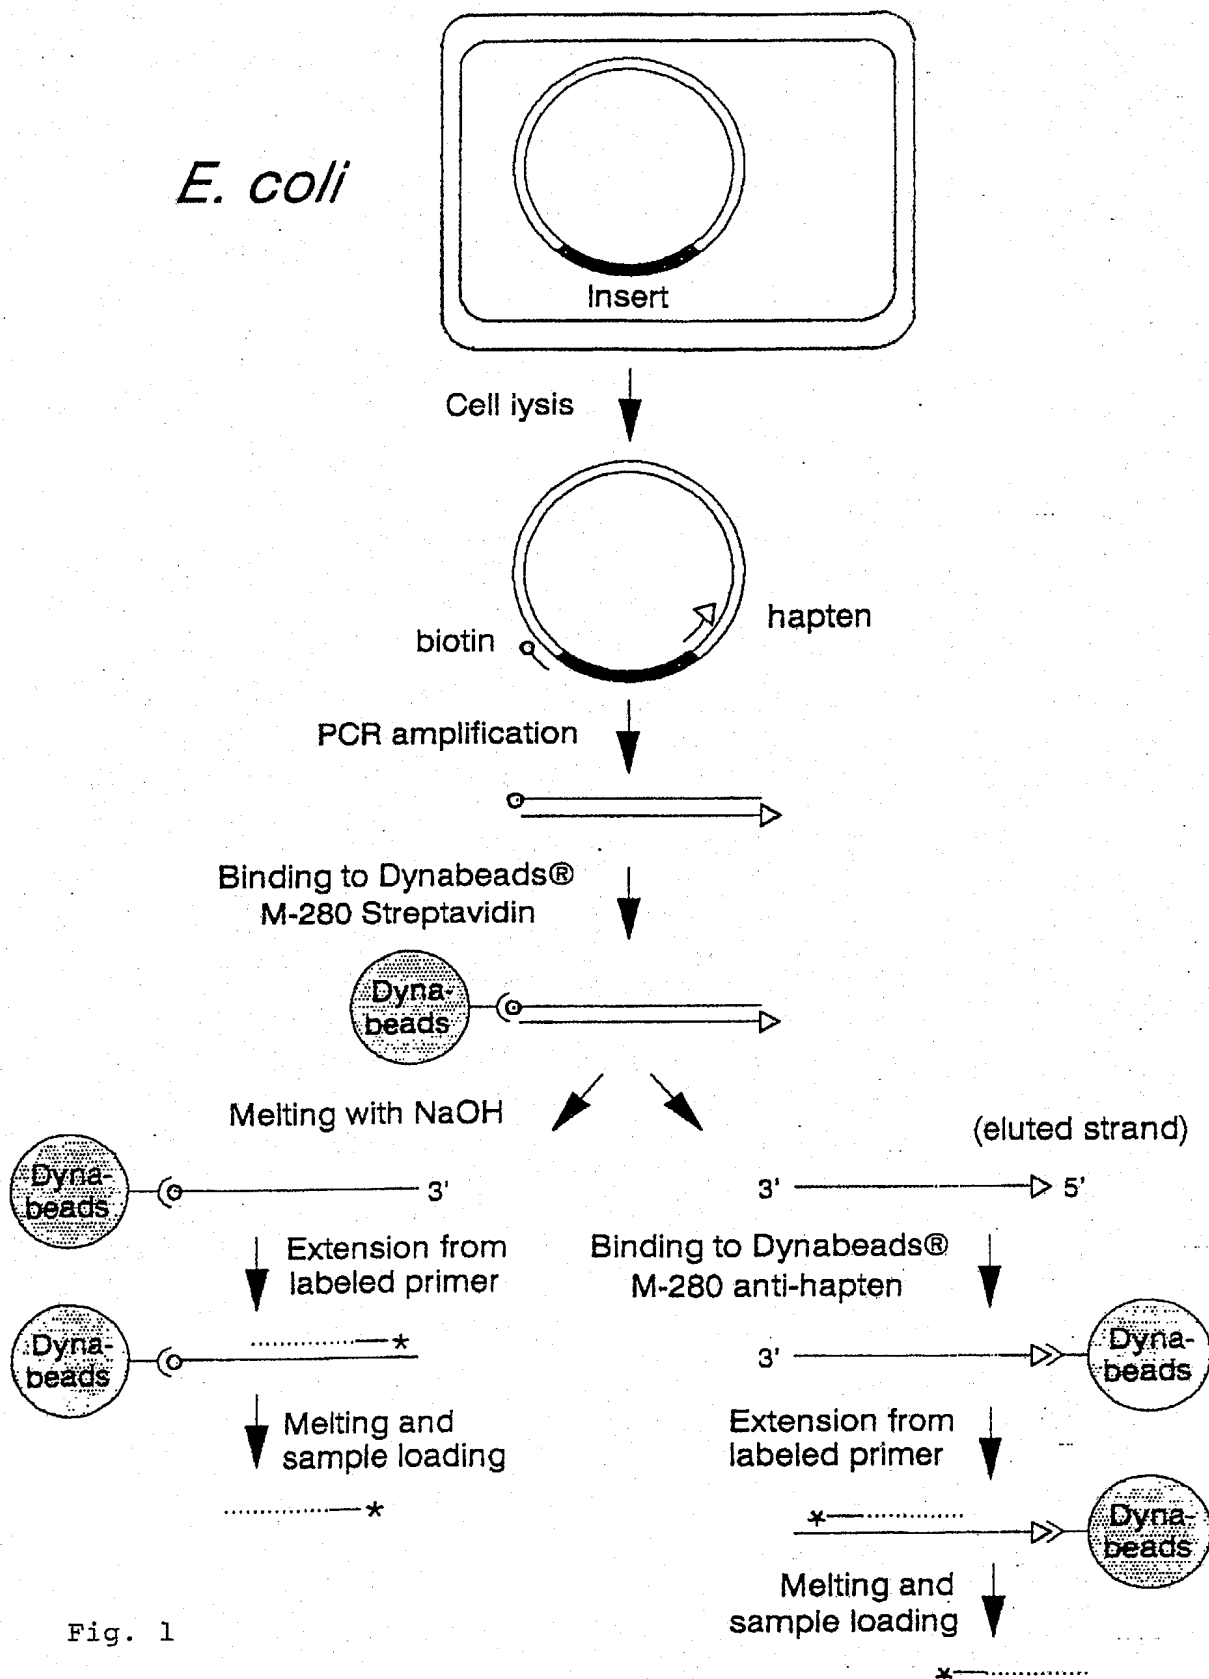 E. coli
Insert
Cell iysis
hapten
biotin
PCR amplification
Binding to Dynabeads®
M-280 Streptavidin
Dyna-
beads
Melting with NaOH
(eluted strand)
Dyna-
beads
3'
3'
5'
Extension from
labeled primer
Binding to Dynabeads®
M-280 anti-hapten
Dyna-
beads
*
3'
Dyna-
beads
Melting and
sample loading
Extension from
labeled primer
*
*
Dyna-
beads
Melting and
sample loading
*
Fig. 1